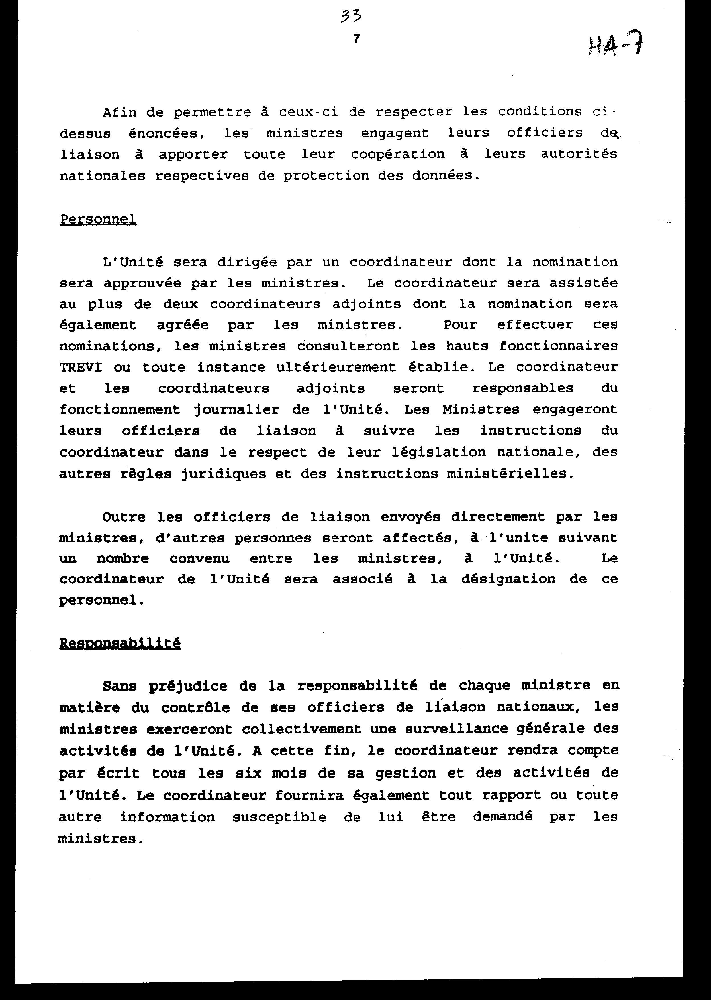 33
7
HA-7
Afin de permettre à ceux-ci de respecter les conditions ci-
dessus énoncées, les ministres engagent leurs officiers de
liaison à apporter toute leur coopération à leurs autorités
nationales respectives de protection des données.
Personnel
L'Unité sera dirigée par un coordinateur dont la nomination
sera approuvée par les ministres. Le coordinateur sera assistée
au plus de deux coordinateurs adjoints dont la nomination sera
également agréée par les ministres. Pour effectuer ces
nominations, les ministres consulteront les hauts fonctionnaires
TREVI ou toute instance ultérieurement établie. Le coordinateur
et les coordinateurs adjoints seront responsables du
fonctionnement journalier de l'Unité. Les Ministres engageront
leurs officiers de liaison à suivre les instructions du
coordinateur dans le respect de leur législation nationale, des
autres règles juridiques et des instructions ministérielles.
Outre les officiers de liaison envoyés directement par les
ministres, d'autres personnes seront affectés, à l'unite suivant
un nombre convenu entre les ministres, à l'Unité. Le
coordinateur de l'Unité sera associé à la désignation de ce
personnel.
Responsabilité
Sans préjudice de la responsabilité de chaque ministre en
matière du contrôle de ses officiers de liaison nationaux, les
ministres exerceront collectivement une surveillance générale des
activités de l'Unité. A cette fin, le coordinateur rendra compte
par écrit tous les six mois de sa gestion et des activités de
l'Unité. Le coordinateur fournira également tout rapport ou toute
autre information susceptible de lui être demandé par les
ministres.